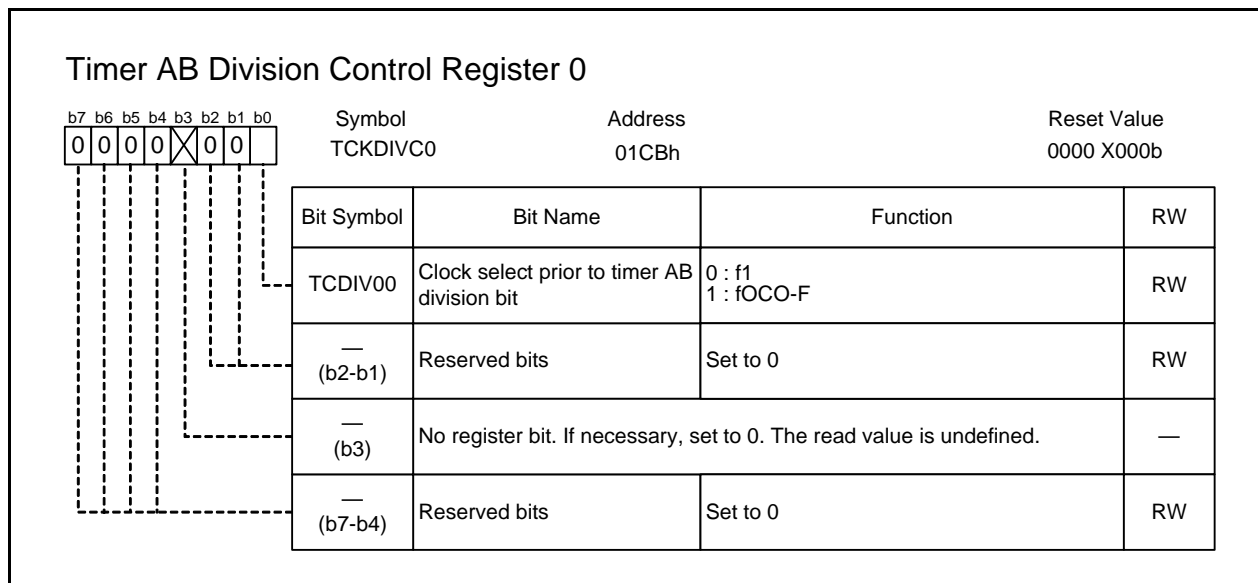 Timer AB Division Control Register 0
b7 b6 b5 b4 b3 b2 b1 b0
0 0 0 0 0 0
Symbol Address Reset Value
TCKDIVC0 01CBh 0000 X000b
Bit Symbol Bit Name Function RW
TCDIV00 Clock select prior to timer AB division bit 0 : f1 1 : fOCO-F RW
— (b2-b1) Reserved bits Set to 0 RW
— (b3) No register bit. If necessary, set to 0. The read value is undefined. —
— (b7-b4) Reserved bits Set to 0 RW